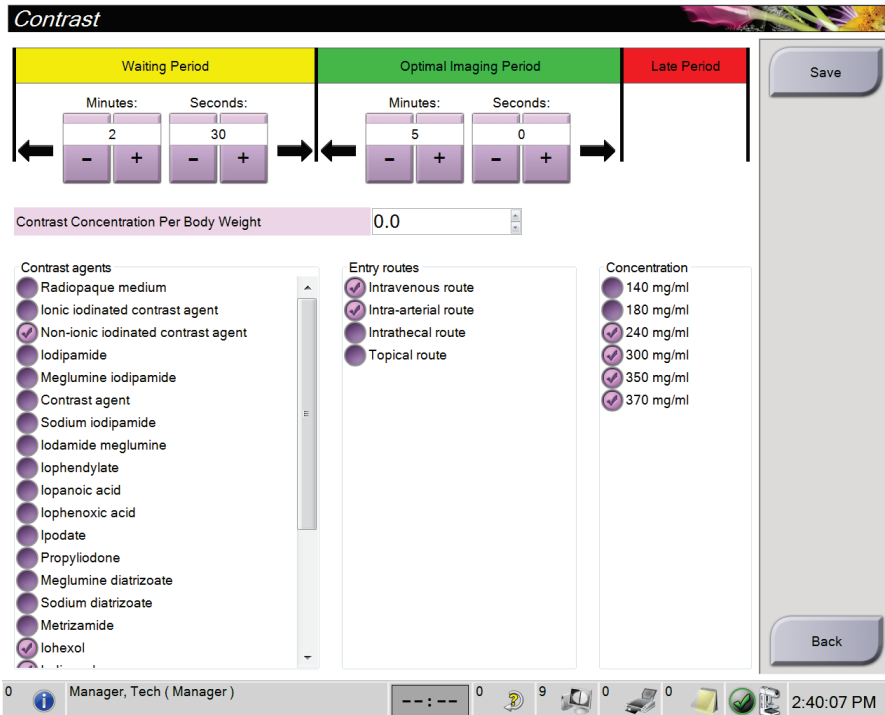 Contrast
Waiting Period
Optimal Imaging Period
Late Period
Save
Minutes:
Seconds:
Minutes:
Seconds:
2
30
5
0
- + - + - + - +
Contrast Concentration Per Body Weight
0.0
Contrast agents
Radiopaque medium
Ionic iodinated contrast agent
Non-ionic iodinated contrast agent
Iodipamide
Meglumine iodipamide
Contrast agent
Sodium iodipamide
Iodamide meglumine
Iophendylate
Iopanoic acid
Iophenoxic acid
Ipodate
Propyliodone
Meglumine diatrizoate
Sodium diatrizoate
Metrizamide
Iohexol
Entry routes
Intravenous route
Intra-arterial route
Intrathecal route
Topical route
Concentration
140 mg/ml
180 mg/ml
240 mg/ml
300 mg/ml
350 mg/ml
370 mg/ml
Back
0
Manager, Tech ( Manager )
--:--
0
9
0
0
2:40:07 PM